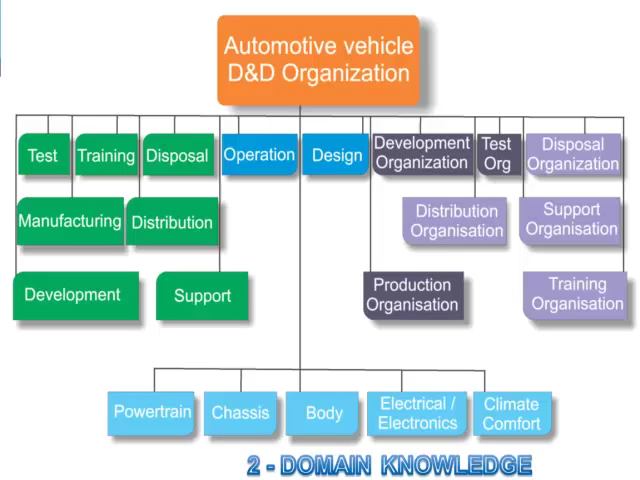 Automotive vehicle
D&D Organization
Test
Training
Disposal
Operation
Design
Development
Organization
Test
Org
Disposal
Organization
Manufacturing
Distribution
Distribution
Organisation
Support
Organisation
Development
Support
Production
Organisation
Training
Organisation
Powertrain
Chassis
Body
Electrical /
Electronics
Climate
Comfort
2 - DOMAIN KNOWLEDGE